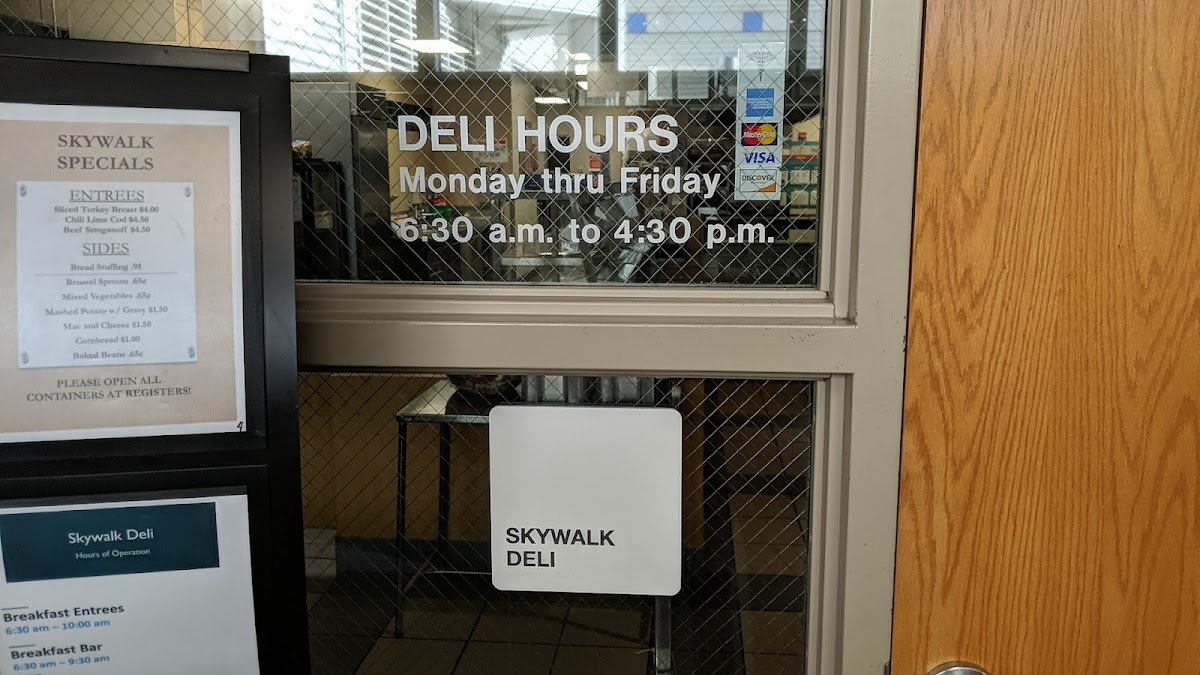 SKYWALK
SPECIALS
ENTREES
Sliced Turkey Breast $4.00
Chili Lime Cod $4.50
Beef Stroganoff $4.50
SIDES
Bread Stuffing .95
Brussel Sprouts .65¢
Mixed Vegetables .65¢
Mashed Potato w/ Gravy $1.50
Mac and Cheese $1.50
Cornbread $1.00
Baked Beans .65¢
PLEASE OPEN ALL
CONTAINERS AT REGISTERS!
Skywalk Deli
Hours of Operation
Breakfast Entrees
6:30 am – 10:00 am
Breakfast Bar
6:30 am – 9:30 am
DELI HOURS
Monday thru Friday
6:30 a.m. to 4:30 p.m.
AMERICAN
EXPRESS
MasterCard
VISA
DISCOVER
SKYWALK
DELI